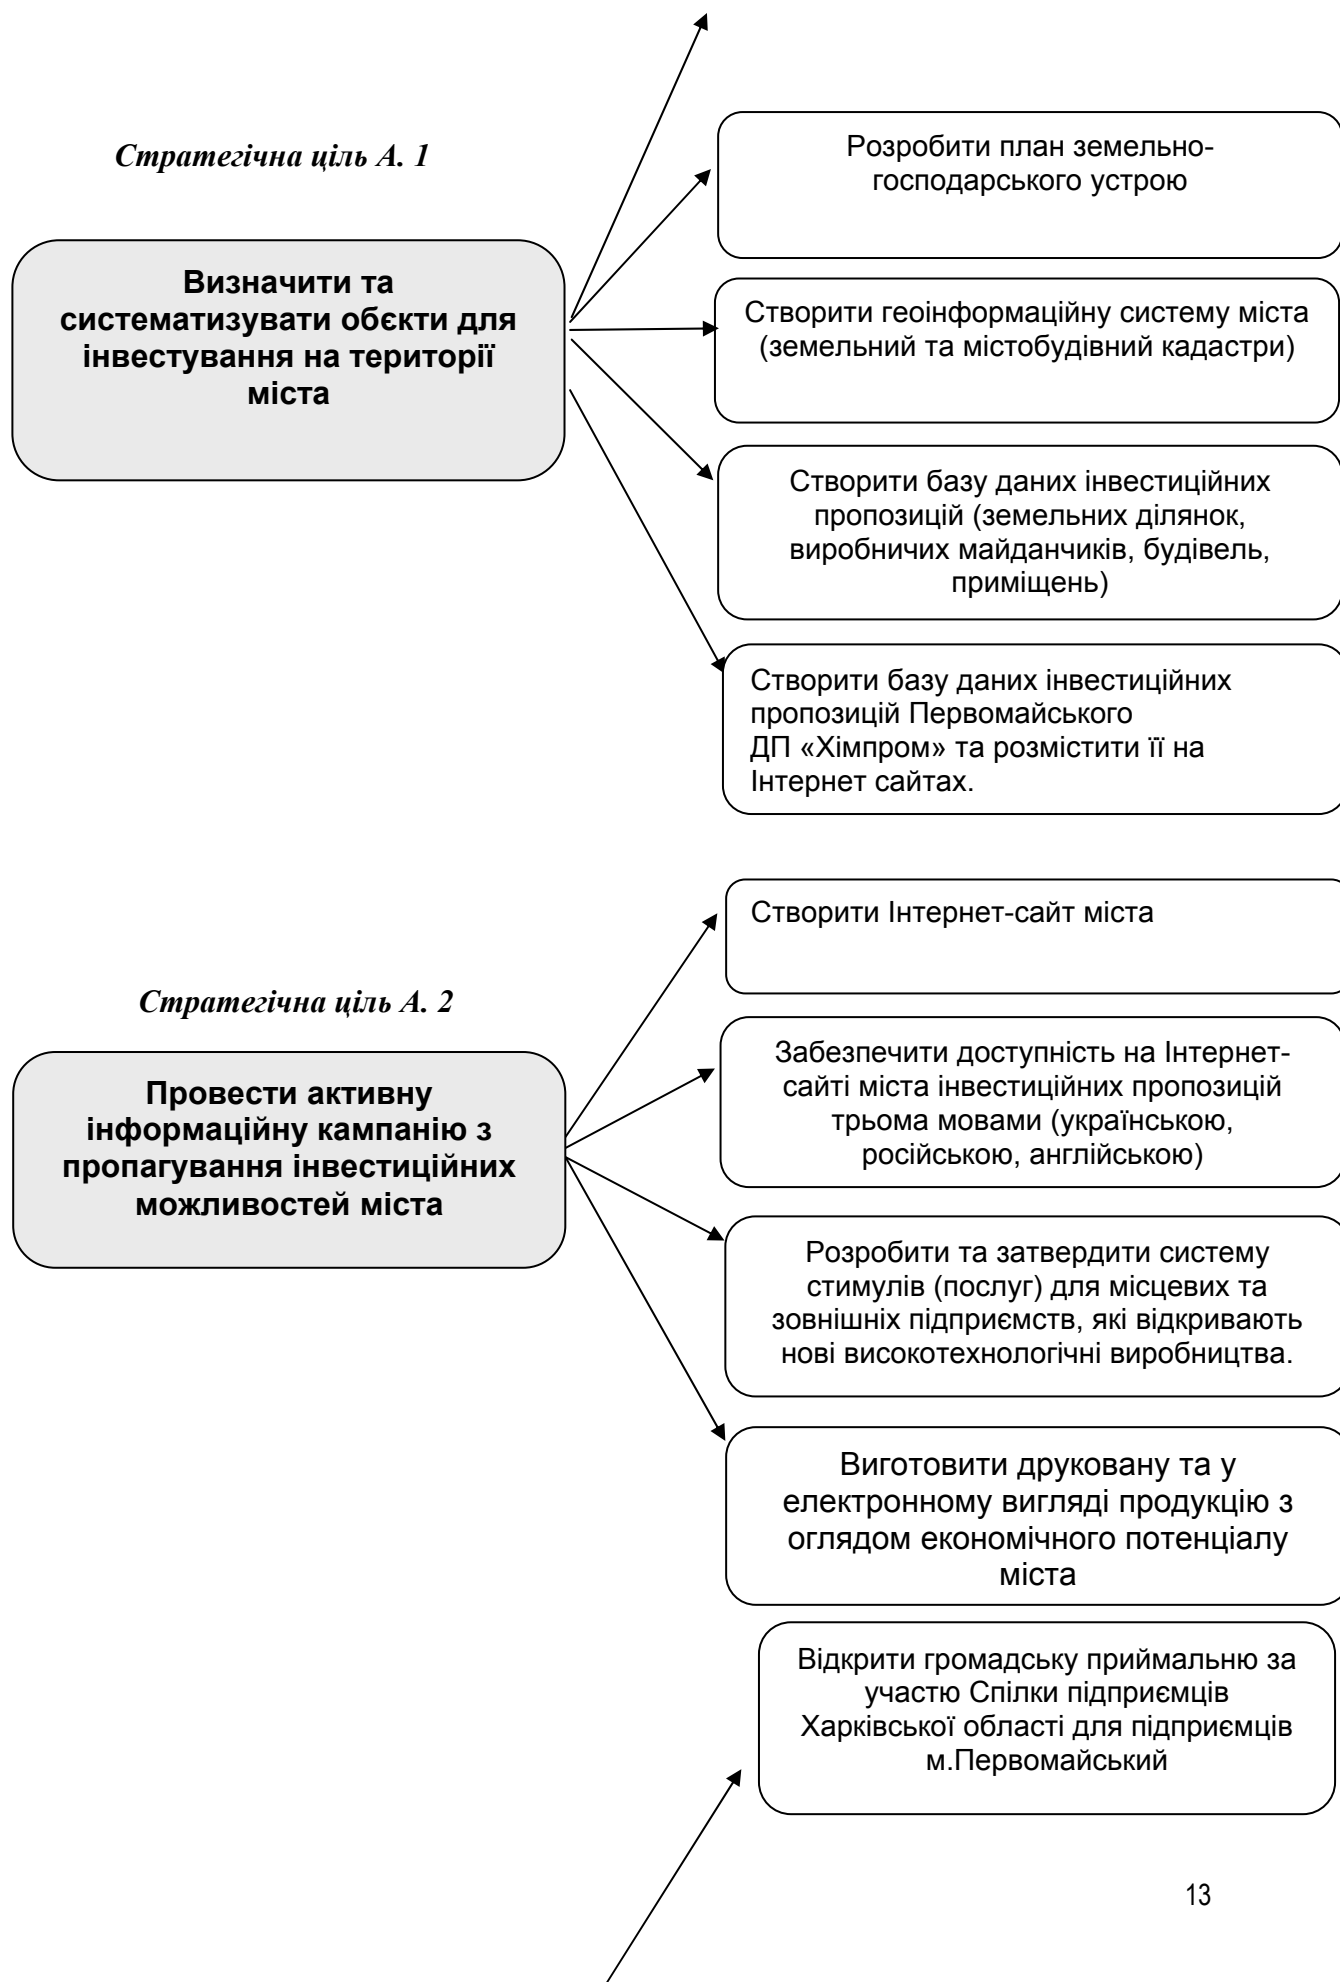 Стратегічна ціль А. 1
Визначити та
систематизувати обєкти для
інвестування на території
міста
Розробити план земельно-
господарського устрою
Створити геоінформаційну систему міста
(земельний та містобудівний кадастри)
Створити базу даних інвестиційних
пропозицій (земельних ділянок,
виробничих майданчиків, будівель,
приміщень)
Створити базу даних інвестиційних
пропозицій Первомайського
ДП «Хімпром» та розмістити її на
Інтернет сайтах.
Стратегічна ціль А. 2
Провести активну
інформаційну кампанію з
пропагування інвестиційних
можливостей міста
Створити Інтернет-сайт міста
Забезпечити доступність на Інтернет-
сайті міста інвестиційних пропозицій
трьома мовами (українською,
російською, англійською)
Розробити та затвердити систему
стимулів (послуг) для місцевих та
зовнішніх підприємств, які відкривають
нові високотехнологічні виробництва.
Виготовити друковану та у
електронному вигляді продукцію з
оглядом економічного потенціалу
міста
Відкрити громадську приймальню за
участю Спілки підприємців
Харківської області для підприємців
м.Первомайський
13